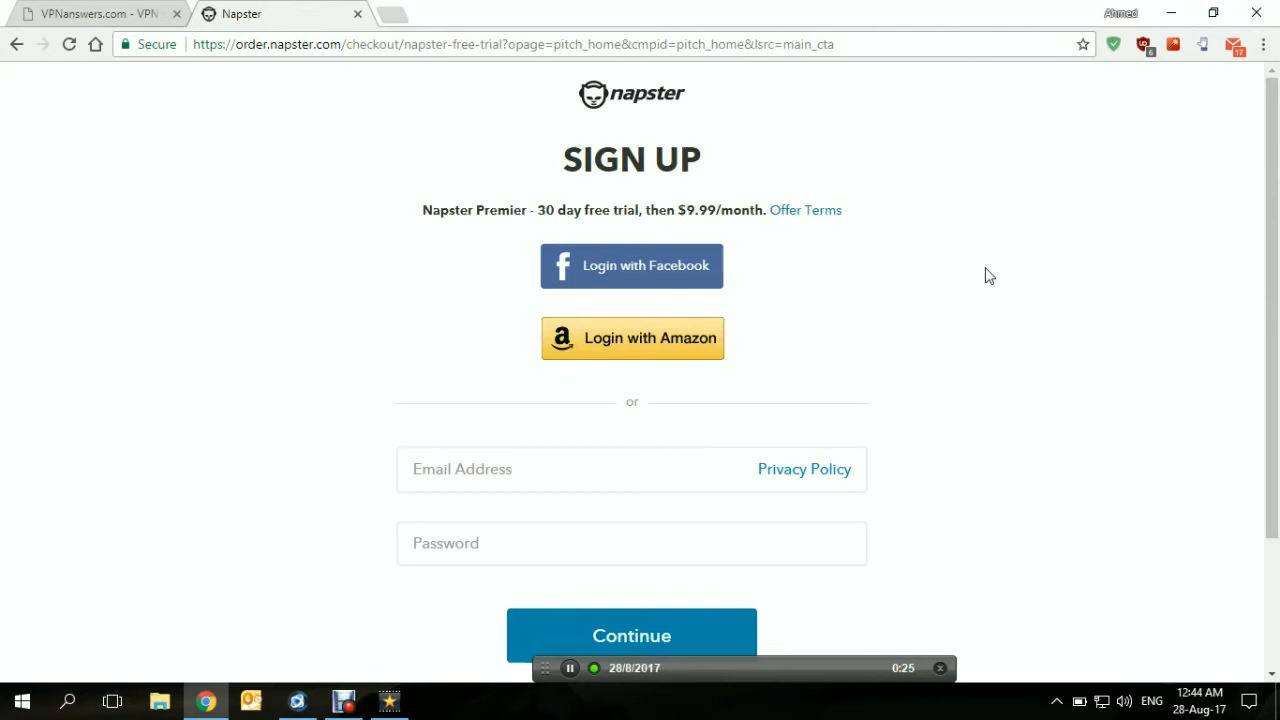 VPNanswers.com - VPN
Napster
Ahmed
Secure
https://order.napster.com/checkout/napster-free-trial?opage=pitch_home&cmpid=pitch_home&lsrc=main_cta
6
17
napster
SIGN UP
Napster Premier - 30 day free trial, then $9.99/month. Offer Terms
Login with Facebook
Login with Amazon
or
Email Address
Privacy Policy
Password
Continue
28/8/2017
0:25
ENG
12:44 AM
28-Aug-17